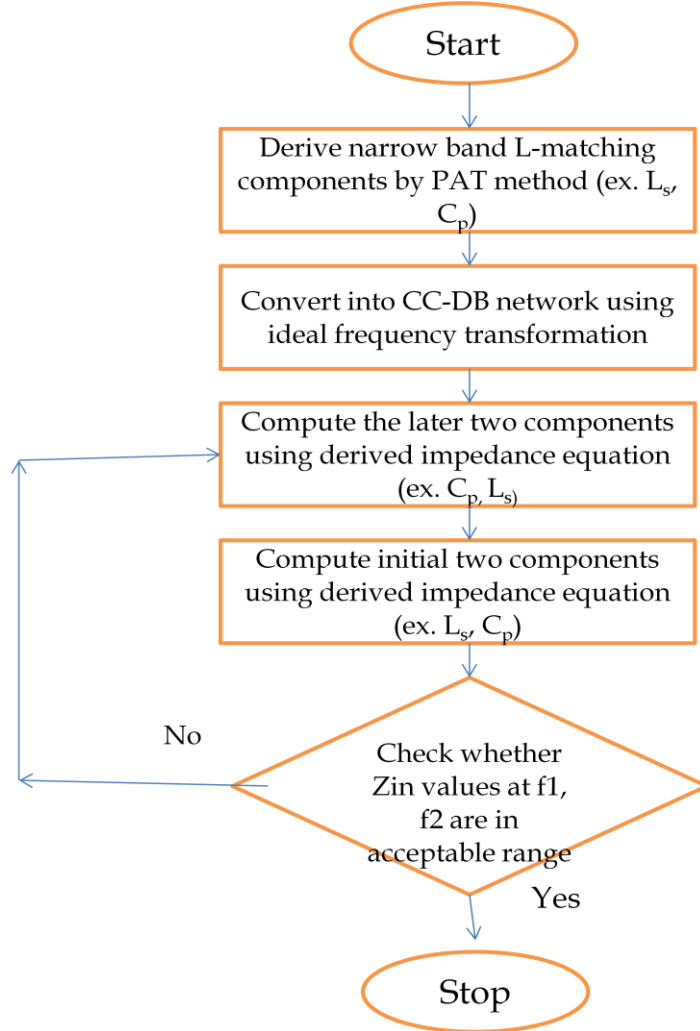 Start
Derive narrow band L-matching
components by PAT method (ex. Lₛ,
Cₚ)
Convert into CC-DB network using
ideal frequency transformation
Compute the later two components
using derived impedance equation
(ex. Cₚ, Lₛ)
Compute initial two components
using derived impedance equation
(ex. Lₛ, Cₚ)
No
Check whether
Zin values at f1,
f2 are in
acceptable range
Yes
Stop